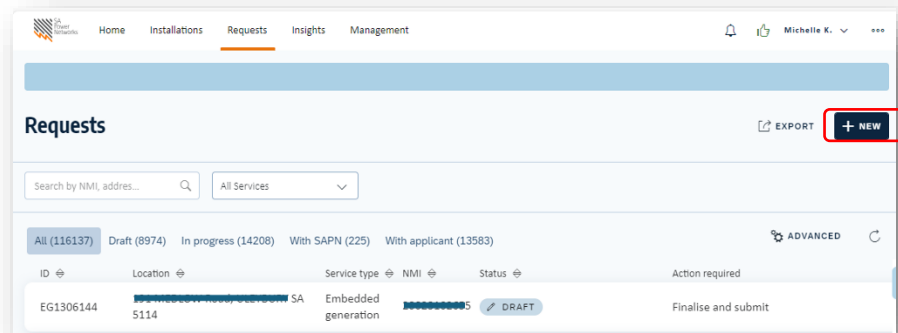 SA Power Networks
Home Installations Requests Insights Management Michelle K.
Requests
EXPORT + NEW
Search by NMI, addres... All Services
All (116137) Draft (8974) In progress (14208) With SAPN (225) With applicant (13583) ADVANCED
ID Location Service type NMI Status Action required
EG1306144 SA 5114 Embedded generation 5 DRAFT Finalise and submit